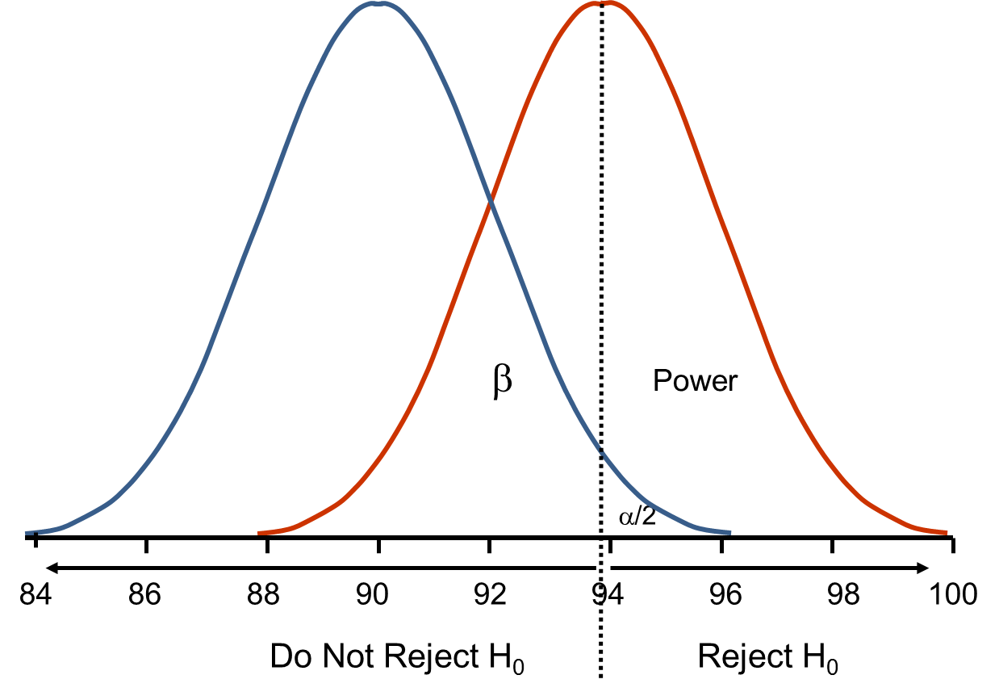 β
Power
α/2
84 86 88 90 92 94 96 98 100
Do Not Reject H₀ Reject H₀